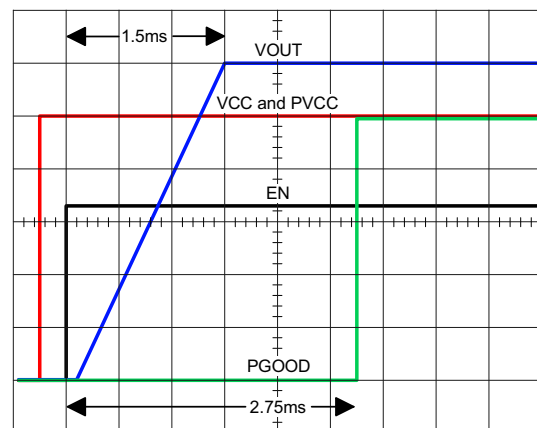 1.5ms
VOUT
VCC and PVCC
EN
PGOOD
2.75ms